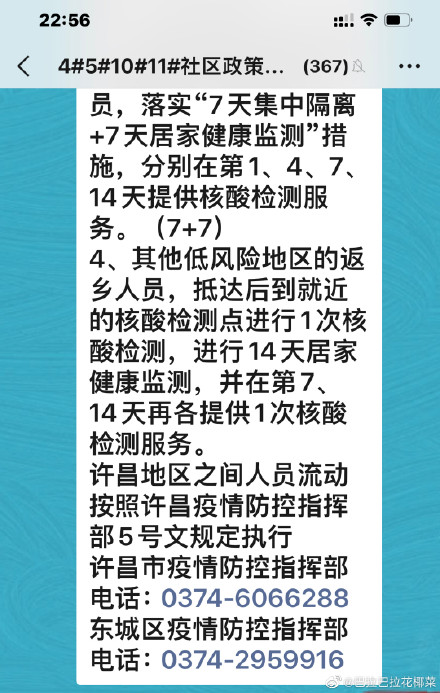 22:56
4#5#10#11#社区政策... (367)
员，落实“7天集中隔离
+7天居家健康监测”措
施，分别在第1、4、7、
14天提供核酸检测服
务。（7+7）
4、其他低风险地区的返
乡人员，抵达后到就近
的核酸检测点进行1次核
酸检测，进行14天居家
健康监测，并在第7、
14天再各提供1次核酸
检测服务。
许昌地区之间人员流动
按照许昌疫情防控指挥
部5号文规定执行
许昌市疫情防控指挥部
电话：0374-6066288
东城区疫情防控指挥部
电话：0374-2959916
巴拉花椰菜